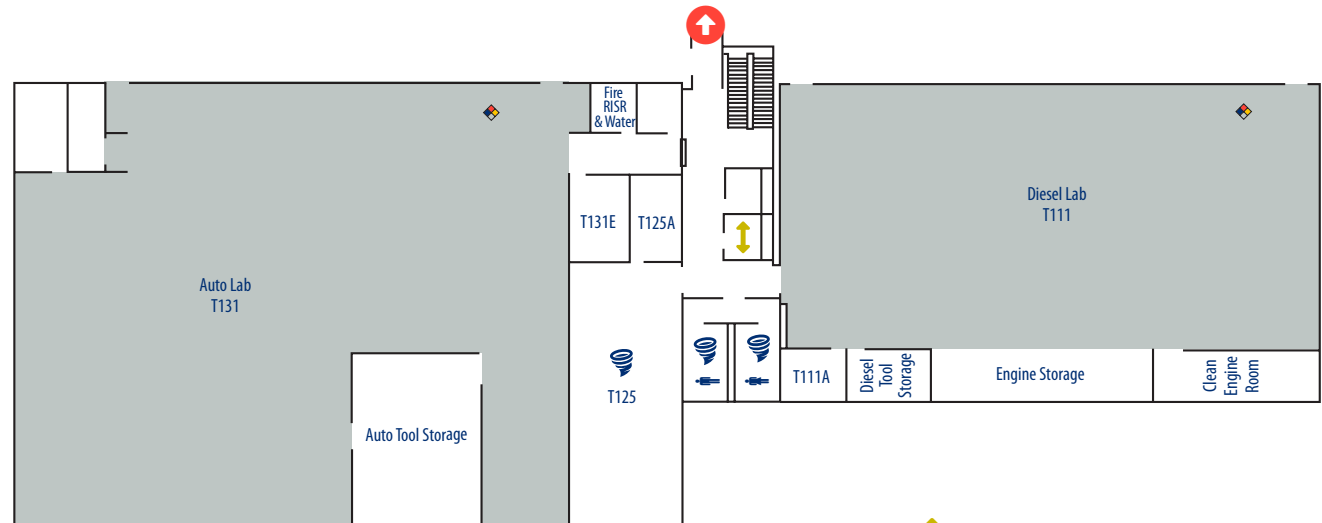 Fire
RISR
& Water
Diesel Lab
T111
T131E
T125A
Auto Lab
T131
T125
T111A
Diesel
Tool
Storage
Engine Storage
Clean
Engine
Room
Auto Tool Storage